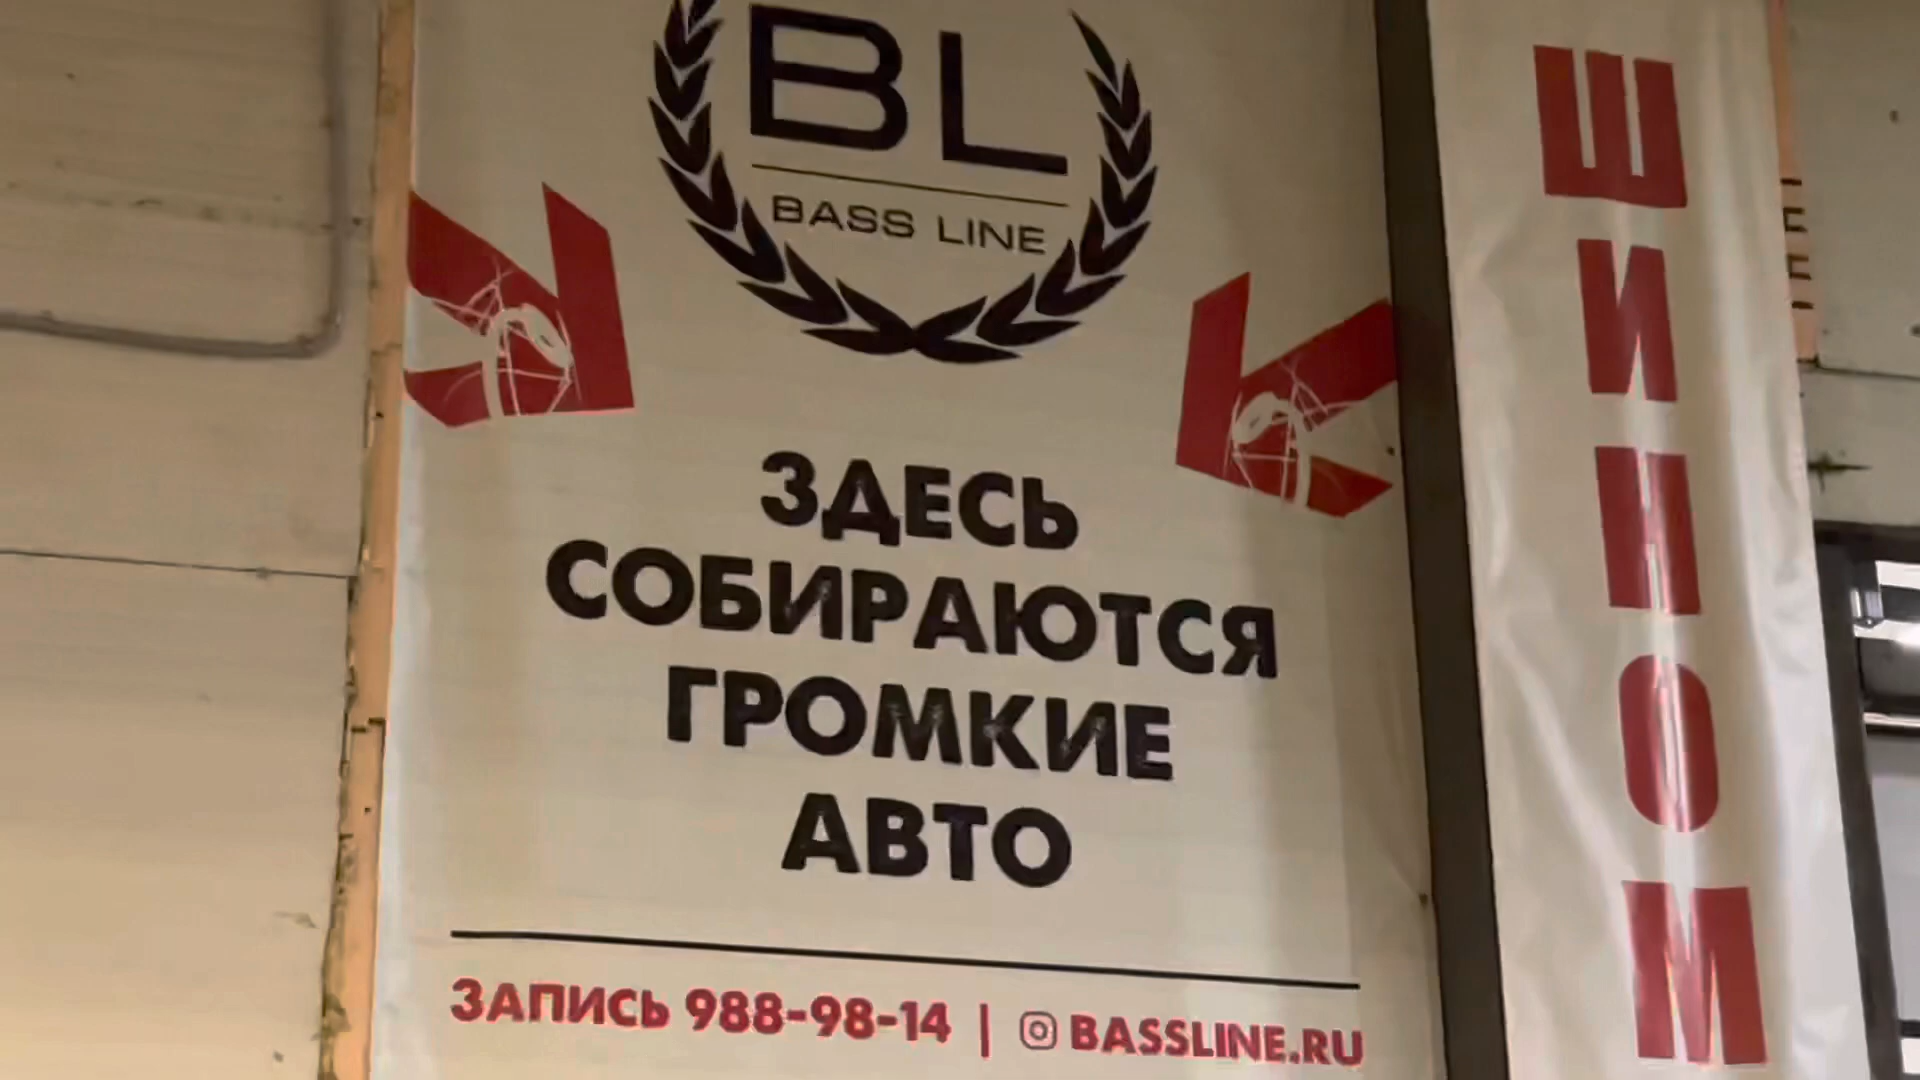 BL
BASS LINE
ЗДЕСЬ
СОБИРАЮТСЯ
ГРОМКИЕ
АВТО
ЗАПИСЬ 988-98-14 | BASSLINE.RU
ШИНОМ